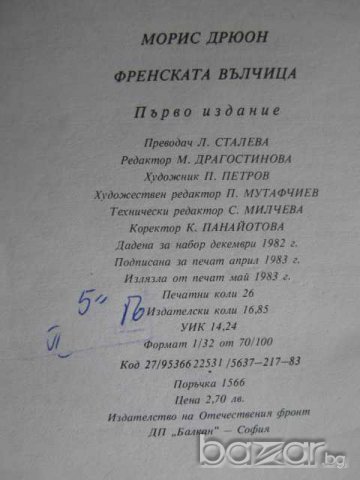 МОРИС ДРЮОН
ФРЕНСКАТА ВЪЛЧИЦА
Първо издание
Преводач Л. СТАЛЕВА
Редактор М. ДРАГОСТИНОВА
Художник П. ПЕТРОВ
Художествен редактор П. МУТАФЧИЕВ
Технически редактор С. МИЛЧЕВА
Коректор К. ПАНАЙОТОВА
Дадена за набор декември 1982 г.
Подписана за печат април 1983 г.
Излязла от печат май 1983 г.
Печатни коли 26
Издателски коли 16,85
УИК 14,24
Формат 1/32 от 70/100
Код 27/9536622531/5637—217—83
Поръчка 1566
Цена 2,70 лв.
Издателство на Отечествения фронт
ДП „Балкан" — София
bazar.bg